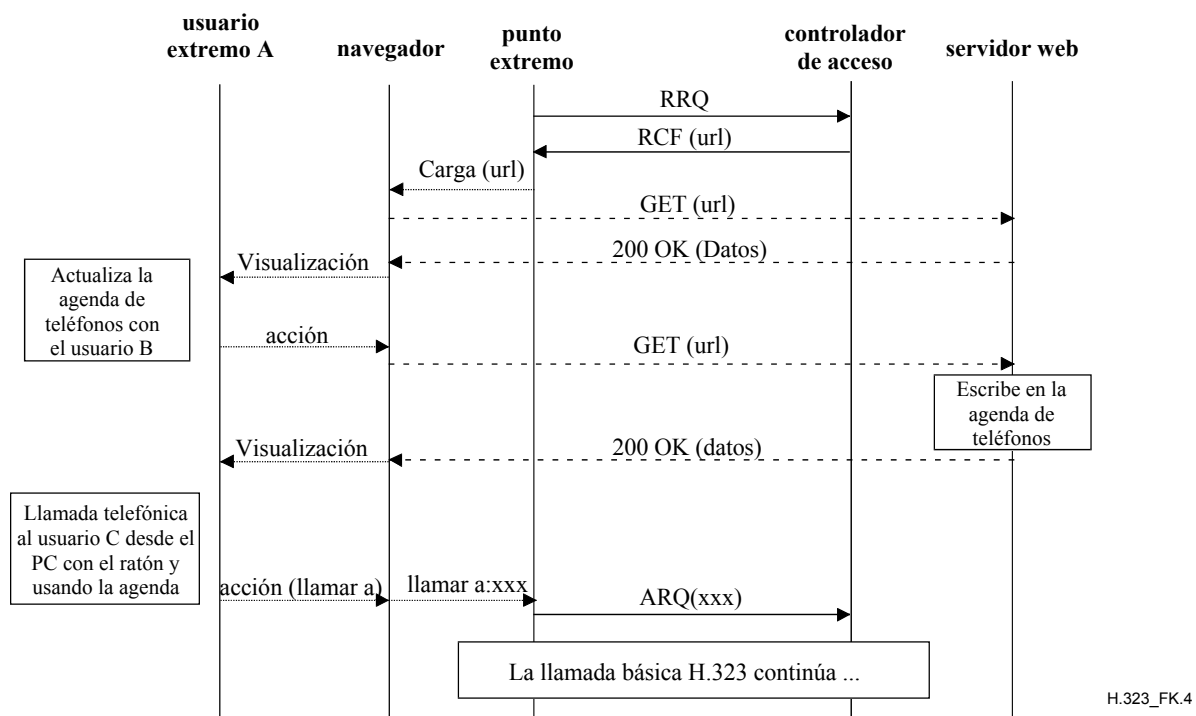 usuario
extremo A
navegador
punto
extremo
controlador
de acceso
servidor web
RRQ
RCF (url)
Carga (url)
GET (url)
200 OK (Datos)
Visualización
Actualiza la
agenda de
teléfonos con
el usuario B
acción
GET (url)
Escribe en la
agenda de
teléfonos
200 OK (datos)
Visualización
Llamada telefónica
al usuario C desde el
PC con el ratón y
usando la agenda
acción (llamar a)
llamar a:xxx
ARQ(xxx)
La llamada básica H.323 continúa ...
H.323_FK.4